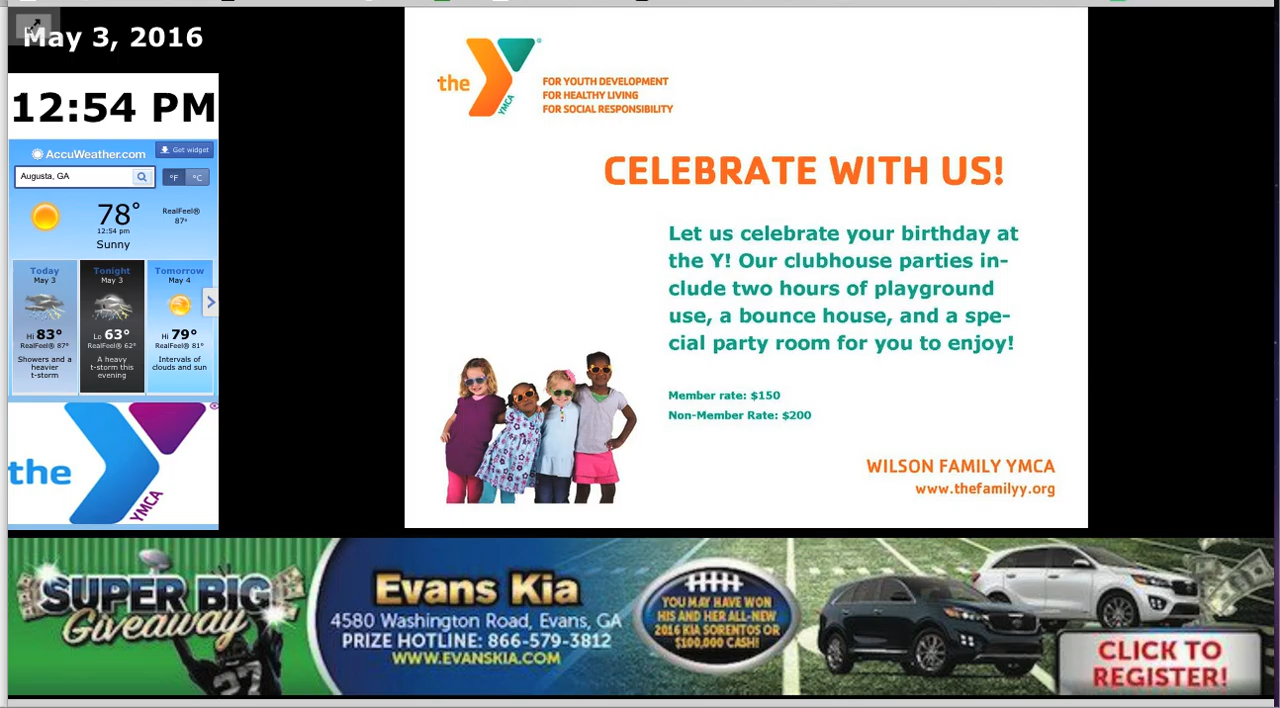 May 3, 2016
12:54 PM
AccuWeather.com
Get widget
Augusta, GA
°F °C
78°
12:54 pm
Sunny
RealFeel®
87°
Today
May 3
Hi 83°
RealFeel® 87°
Showers and a
heavier
t-storm
Tonight
May 3
Lo 63°
RealFeel® 62°
A heavy
t-storm this
evening
Tomorrow
May 4
Hi 79°
RealFeel® 81°
Intervals of
clouds and sun
the
YMCA
®
the
YMCA
®
FOR YOUTH DEVELOPMENT
FOR HEALTHY LIVING
FOR SOCIAL RESPONSIBILITY
CELEBRATE WITH US!
Let us celebrate your birthday at
the Y! Our clubhouse parties in-
clude two hours of playground
use, a bounce house, and a spe-
cial party room for you to enjoy!
Member rate: $150
Non-Member Rate: $200
WILSON FAMILY YMCA
www.thefamilyy.org
SUPER BIG
Giveaway
27
Evans Kia
4580 Washington Road, Evans, GA
PRIZE HOTLINE: 866-579-3812
WWW.EVANSKIA.COM
YOU MAY HAVE WON
HIS AND HER ALL-NEW
2016 KIA SORENTOS OR
$100,000 CASH!
CLICK TO
REGISTER!